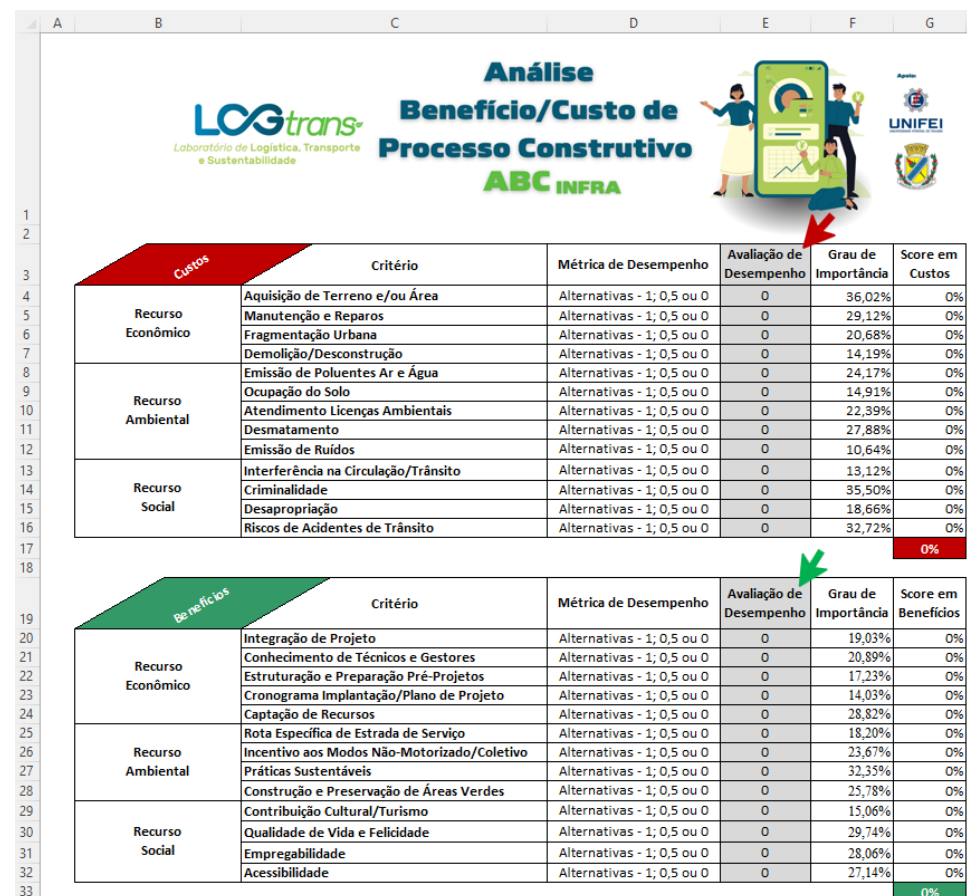 A B C D E F G
Análise
Benefício/Custo de
Processo Construtivo
ABC INFRA
LOGtrans
Laboratório de Logística, Transporte
e Sustentabilidade
Apoio:
UNIFEI
1
2
3 Custos Critério Métrica de Desempenho Avaliação de Desempenho Grau de Importância Score em Custos
Recurso Econômico
4 Aquisição de Terreno e/ou Área Alternativas - 1; 0,5 ou 0 0 36,02% 0%
5 Manutenção e Reparos Alternativas - 1; 0,5 ou 0 0 29,12% 0%
6 Fragmentação Urbana Alternativas - 1; 0,5 ou 0 0 20,68% 0%
7 Demolição/Desconstrução Alternativas - 1; 0,5 ou 0 0 14,19% 0%
Recurso Ambiental
8 Emissão de Poluentes Ar e Água Alternativas - 1; 0,5 ou 0 0 24,17% 0%
9 Ocupação do Solo Alternativas - 1; 0,5 ou 0 0 14,91% 0%
10 Atendimento Licenças Ambientais Alternativas - 1; 0,5 ou 0 0 22,39% 0%
11 Desmatamento Alternativas - 1; 0,5 ou 0 0 27,88% 0%
12 Emissão de Ruídos Alternativas - 1; 0,5 ou 0 0 10,64% 0%
Recurso Social
13 Interferência na Circulação/Trânsito Alternativas - 1; 0,5 ou 0 0 13,12% 0%
14 Criminalidade Alternativas - 1; 0,5 ou 0 0 35,50% 0%
15 Desapropriação Alternativas - 1; 0,5 ou 0 0 18,66% 0%
16 Riscos de Acidentes de Trânsito Alternativas - 1; 0,5 ou 0 0 32,72% 0%
17 0%
18
19 Benefícios Critério Métrica de Desempenho Avaliação de Desempenho Grau de Importância Score em Benefícios
Recurso Econômico
20 Integração de Projeto Alternativas - 1; 0,5 ou 0 0 19,03% 0%
21 Conhecimento de Técnicos e Gestores Alternativas - 1; 0,5 ou 0 0 20,89% 0%
22 Estruturação e Preparação Pré-Projetos Alternativas - 1; 0,5 ou 0 0 17,23% 0%
23 Cronograma Implantação/Plano de Projeto Alternativas - 1; 0,5 ou 0 0 14,03% 0%
24 Captação de Recursos Alternativas - 1; 0,5 ou 0 0 28,82% 0%
Recurso Ambiental
25 Rota Específica de Estrada de Serviço Alternativas - 1; 0,5 ou 0 0 18,20% 0%
26 Incentivo aos Modos Não-Motorizado/Coletivo Alternativas - 1; 0,5 ou 0 0 23,67% 0%
27 Práticas Sustentáveis Alternativas - 1; 0,5 ou 0 0 32,35% 0%
28 Construção e Preservação de Áreas Verdes Alternativas - 1; 0,5 ou 0 0 25,78% 0%
Recurso Social
29 Contribuição Cultural/Turismo Alternativas - 1; 0,5 ou 0 0 15,06% 0%
30 Qualidade de Vida e Felicidade Alternativas - 1; 0,5 ou 0 0 29,74% 0%
31 Empregabilidade Alternativas - 1; 0,5 ou 0 0 28,06% 0%
32 Acessibilidade Alternativas - 1; 0,5 ou 0 0 27,14% 0%
33 0%